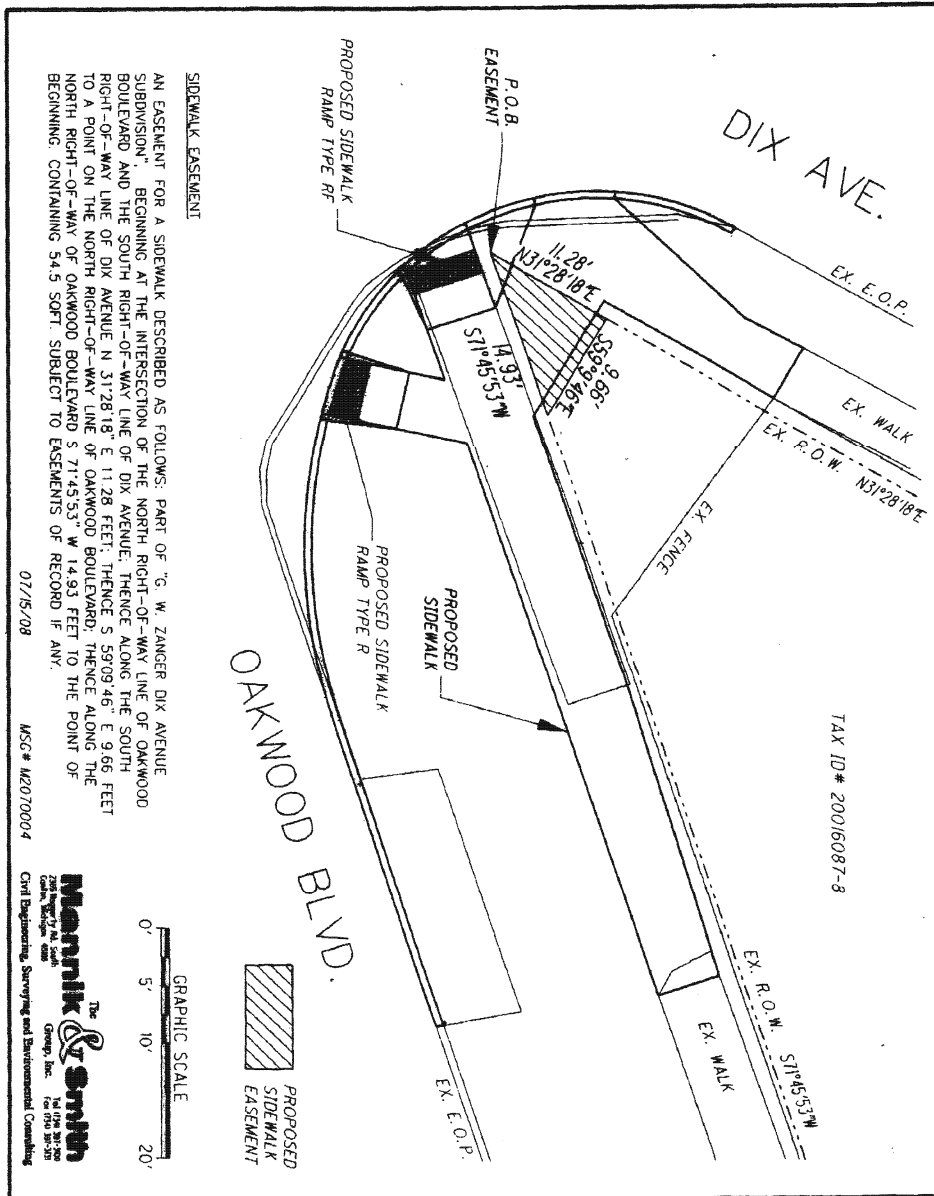 DIX AVE.
P.O.B.
EASEMENT
PROPOSED SIDEWALK
RAMP TYPE RF
11.28'
N31°28'18"E
S59°9'46"E
9.66'
14.93'
S71°45'53"W
EX. E.O.P.
EX. WALK
EX. R.O.W.
N31°28'18"E
EX. FENCE
TAX ID# 20016087-8
PROPOSED
SIDEWALK
PROPOSED SIDEWALK
RAMP TYPE R
OAKWOOD BLVD.
EX. R.O.W.
S71°45'53"W
EX. WALK
EX. E.O.P.
PROPOSED
SIDEWALK
EASEMENT
GRAPHIC SCALE
0' 5' 10' 20'
SIDEWALK EASEMENT
AN EASEMENT FOR A SIDEWALK DESCRIBED AS FOLLOWS: PART OF "G. W. ZANGER DIX AVENUE
SUBDIVISION", BEGINNING AT THE INTERSECTION OF THE NORTH RIGHT-OF-WAY LINE OF OAKWOOD
BOULEVARD AND THE SOUTH RIGHT-OF-WAY LINE OF DIX AVENUE; THENCE ALONG THE SOUTH
RIGHT-OF-WAY LINE OF DIX AVENUE N 31°28'18" E 11.28 FEET; THENCE S 59°09'46" E 9.66 FEET
TO A POINT ON THE NORTH RIGHT-OF-WAY LINE OF OAKWOOD BOULEVARD; THENCE ALONG THE
NORTH RIGHT-OF-WAY OF OAKWOOD BOULEVARD S 71°45'53" W 14.93 FEET TO THE POINT OF
BEGINNING. CONTAINING 54.5 SQFT. SUBJECT TO EASEMENTS OF RECORD IF ANY.
07/15/08
MSG# M2070004
The
Mannik & Smith
Group, Inc.
Civil Engineering, Surveying and Environmental Consulting